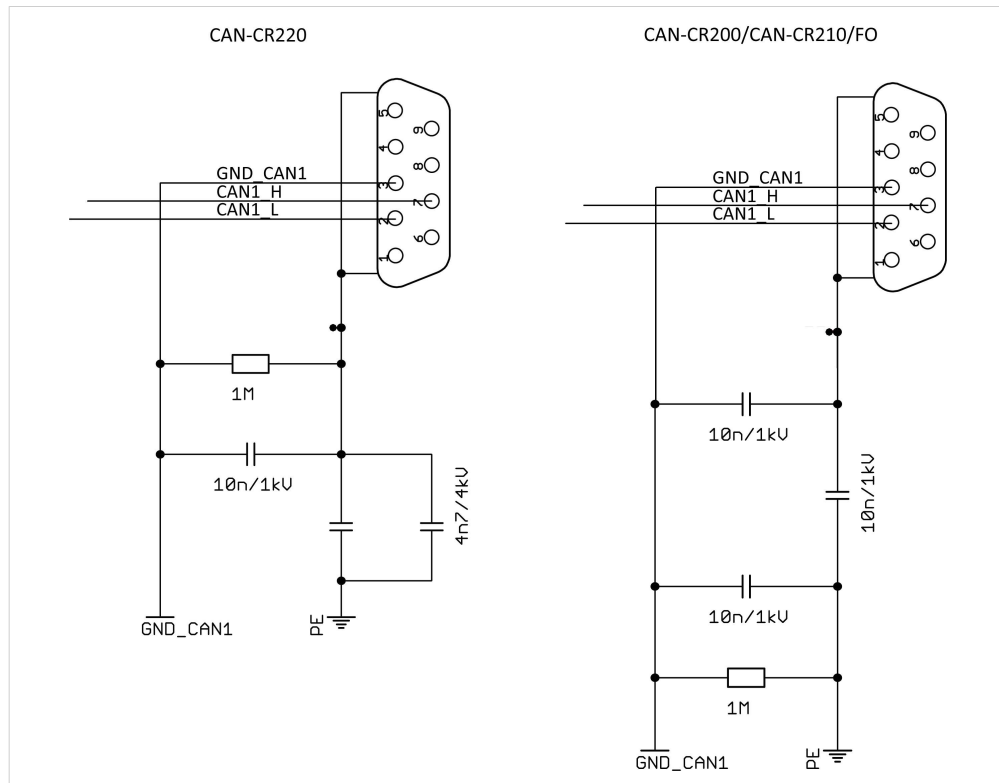 CAN-CR220
5
9
4
8
GND_CAN1
3
CAN1_H
7
CAN1_L
2
6
1
1M
10n/1kV
4n7/4kV
GND_CAN1
PE
CAN-CR200/CAN-CR210/FO
5
9
4
8
GND_CAN1
3
CAN1_H
7
CAN1_L
2
6
1
10n/1kV
10n/1kV
10n/1kV
1M
GND_CAN1
PE